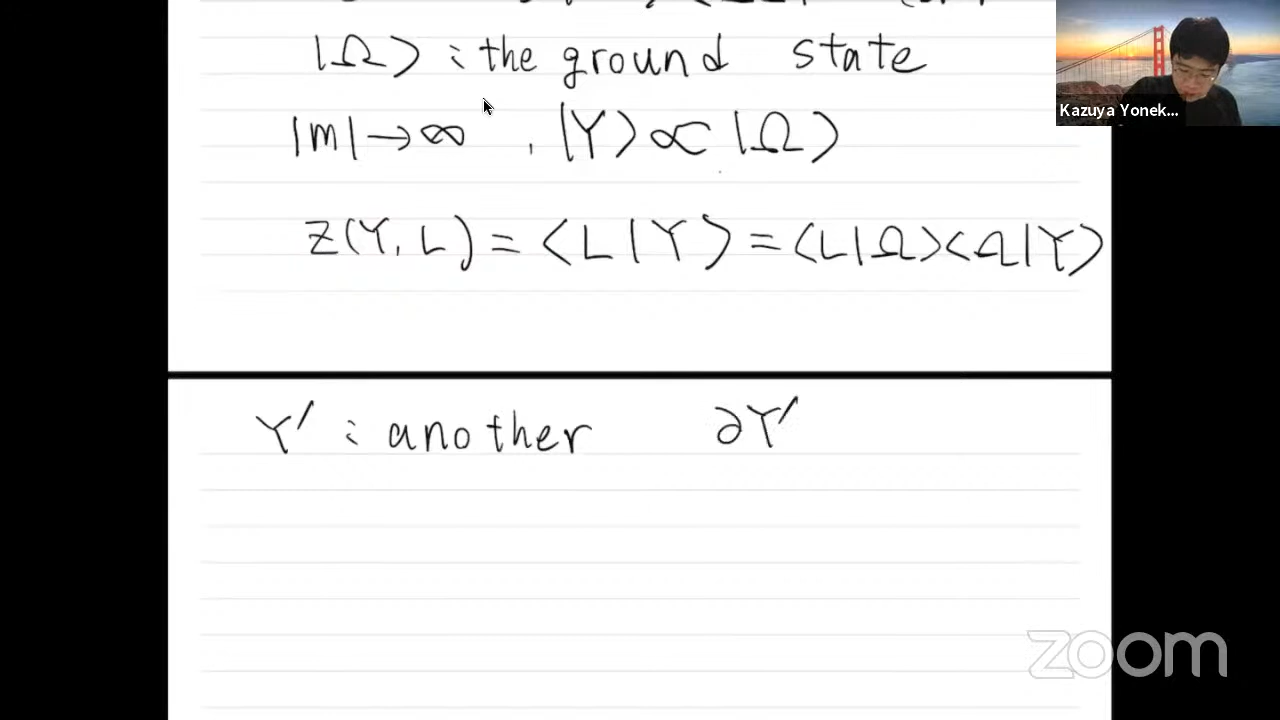 |Ω⟩ : the ground state
|m| → ∞ , |Y⟩ ∝ |Ω⟩
Z(Y, L) = ⟨L|Y⟩ = ⟨L|Ω⟩⟨Ω|Y⟩
Y′ : another ∂Y′
Kazuya Yonek...
zoom